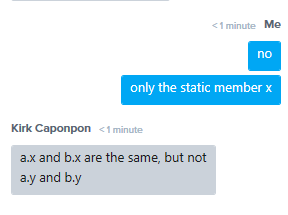 <1 minute Me
no
only the static member x
Kirk Caponpon <1 minute
a.x and b.x are the same, but not
a.y and b.y